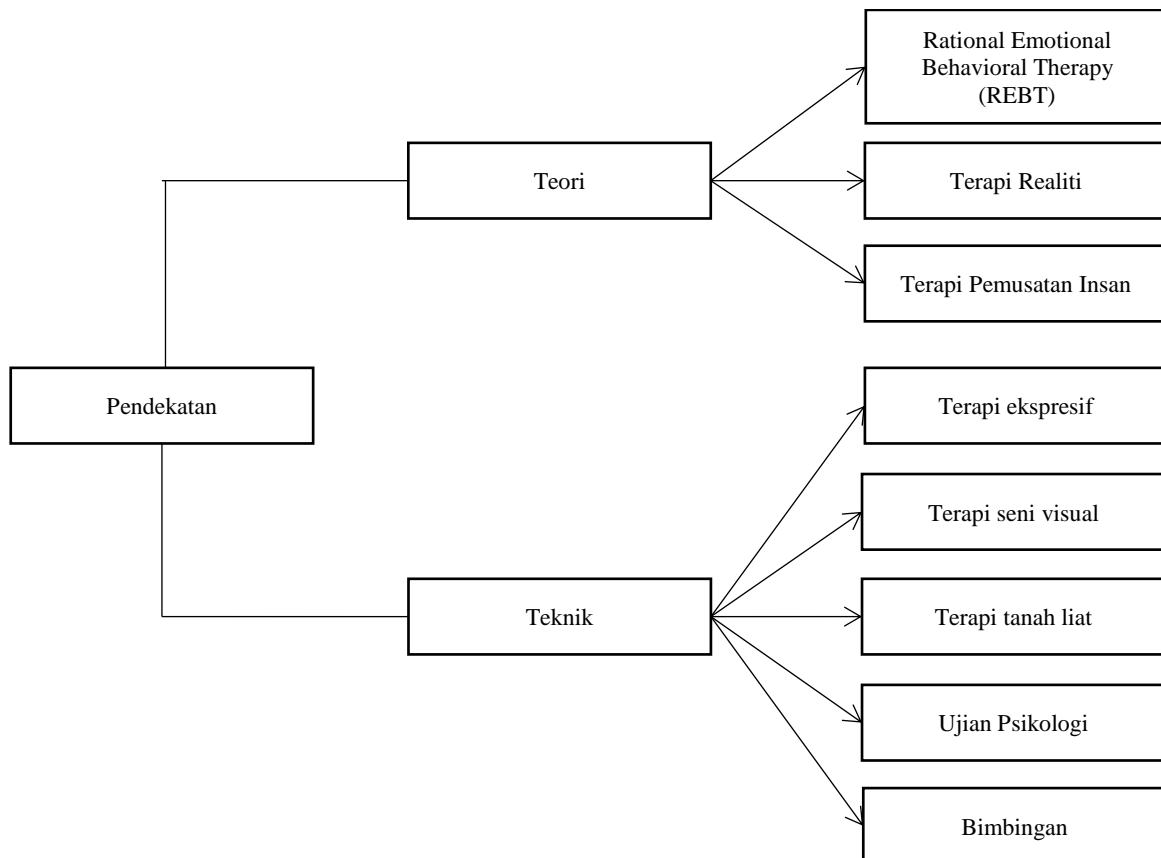 Rational Emotional
Behavioral Therapy
(REBT)
Teori
Terapi Realiti
Terapi Pemusatan Insan
Pendekatan
Terapi ekspresif
Terapi seni visual
Teknik
Terapi tanah liat
Ujian Psikologi
Bimbingan